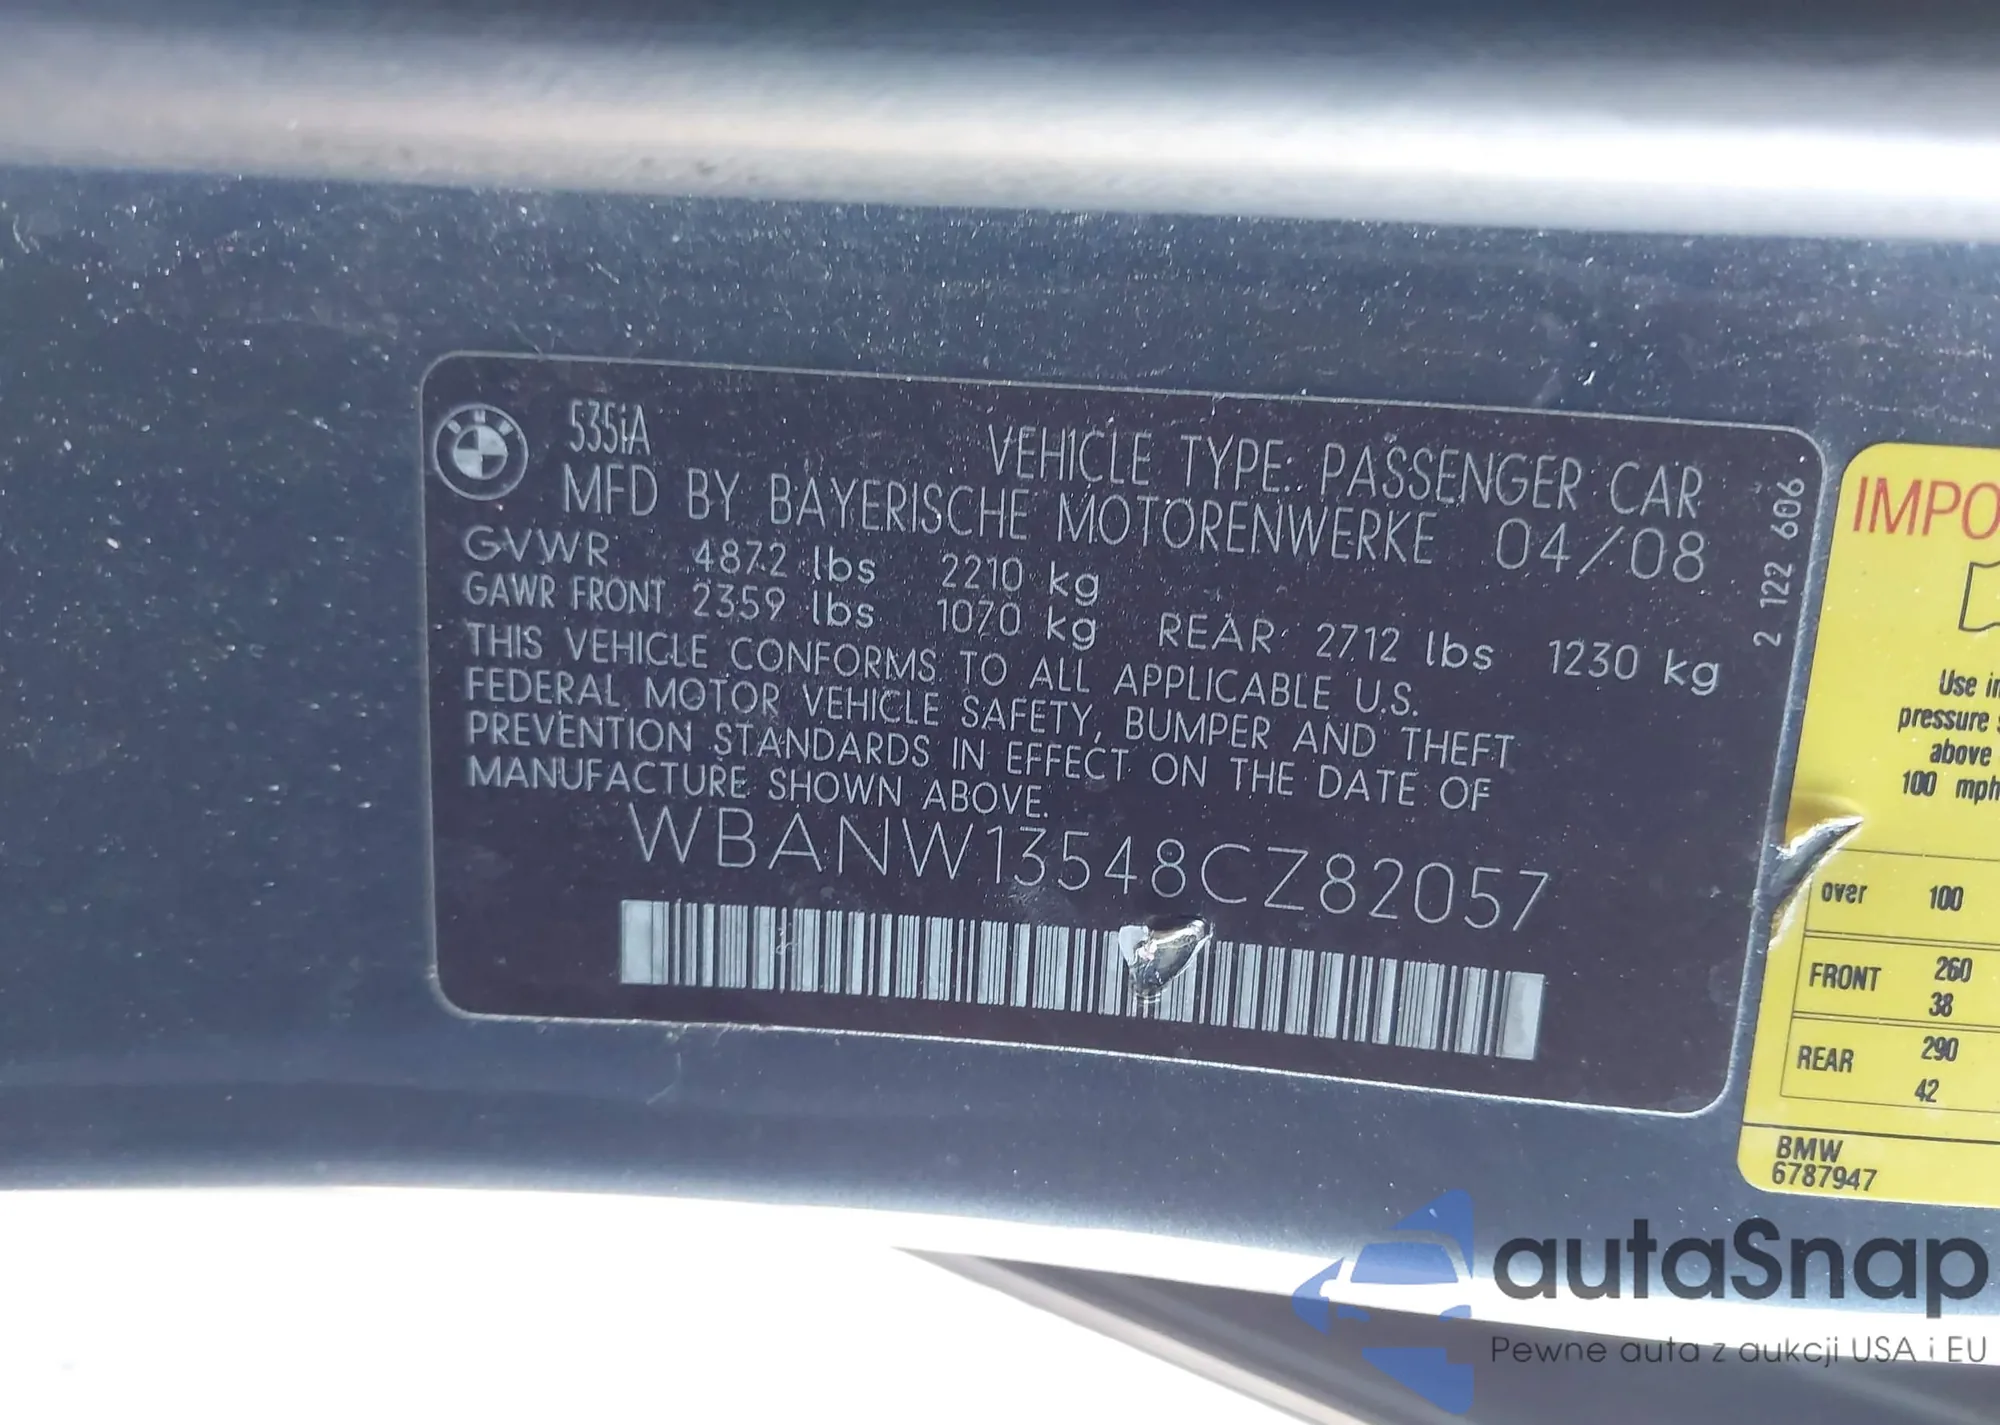 535iA
VEHICLE TYPE: PASSENGER CAR
MFD BY BAYERISCHE MOTORENWERKE 04/08
GVWR 4872 lbs 2210 kg
GAWR FRONT 2359 lbs 1070 kg REAR: 2712 lbs 1230 kg
THIS VEHICLE CONFORMS TO ALL APPLICABLE U.S.
FEDERAL MOTOR VEHICLE SAFETY, BUMPER AND THEFT
PREVENTION STANDARDS IN EFFECT ON THE DATE OF
MANUFACTURE SHOWN ABOVE.
WBANW13548CZ82057
2 122 606
IMPO
Use in
pressure
above
100 mph
over 100
FRONT 260
38
REAR 290
42
BMW
6787947
autaSnap
Pewne auta z aukcji USA i EU